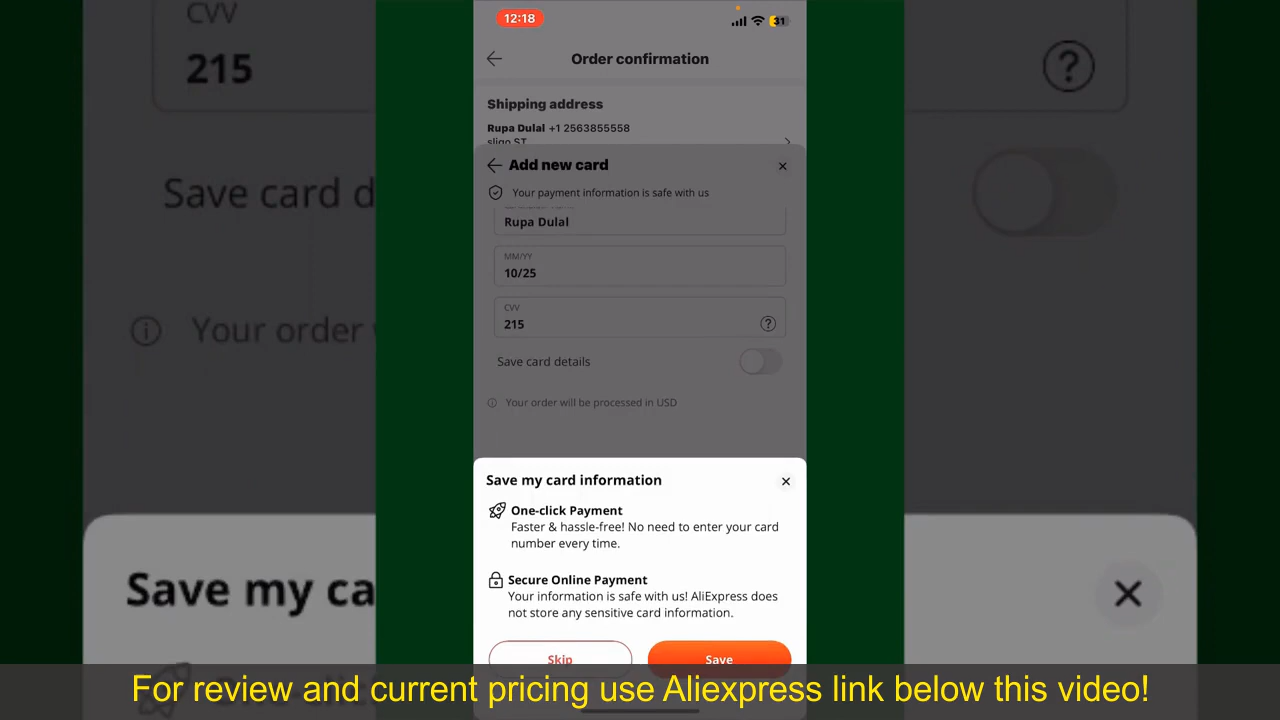 12:18
31
Order confirmation
Shipping address
Rupa Dulal +1 2563855558
sligo ST
Add new card
Your payment information is safe with us
Rupa Dulal
MM/YY
10/25
CVV
215
Save card details
Your order will be processed in USD
Save my card information
One-click Payment
Faster & hassle-free! No need to enter your card
number every time.
Secure Online Payment
Your information is safe with us! AliExpress does
not store any sensitive card information.
Skip
Save
CVV
215
Save card d
Your order
Save my ca
For review and current pricing use Aliexpress link below this video!